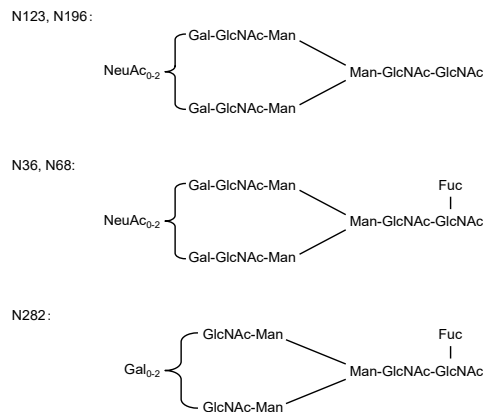 N123, N196:
Gal-GlcNAc-Man
NeuAc0-2
Man-GlcNAc-GlcNAc
Gal-GlcNAc-Man
N36, N68:
Gal-GlcNAc-Man
Fuc
NeuAc0-2
Man-GlcNAc-GlcNAc
Gal-GlcNAc-Man
N282:
GlcNAc-Man
Fuc
Gal0-2
Man-GlcNAc-GlcNAc
GlcNAc-Man